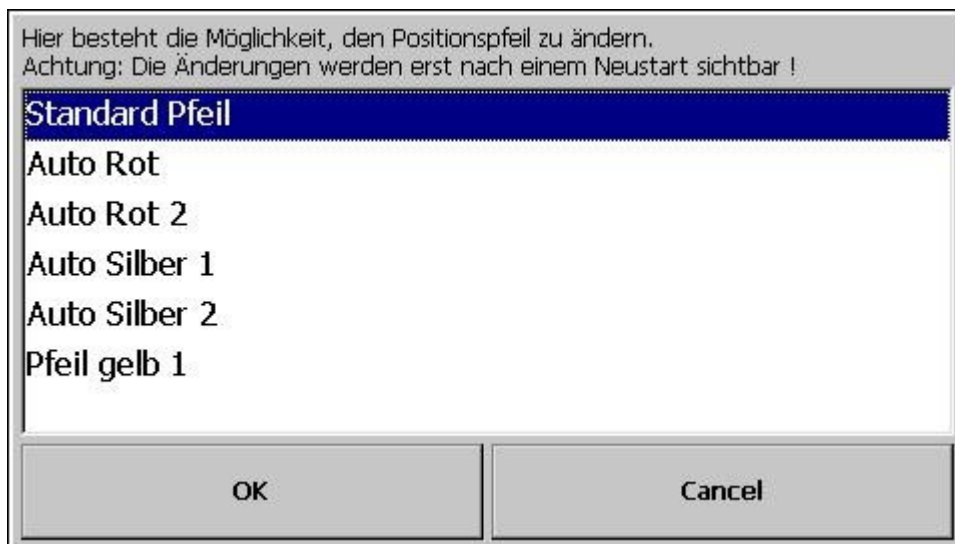 Hier besteht die Möglichkeit, den Positionspfeil zu ändern.
Achtung: Die Änderungen werden erst nach einem Neustart sichtbar !
Standard Pfeil
Auto Rot
Auto Rot 2
Auto Silber 1
Auto Silber 2
Pfeil gelb 1
OK
Cancel